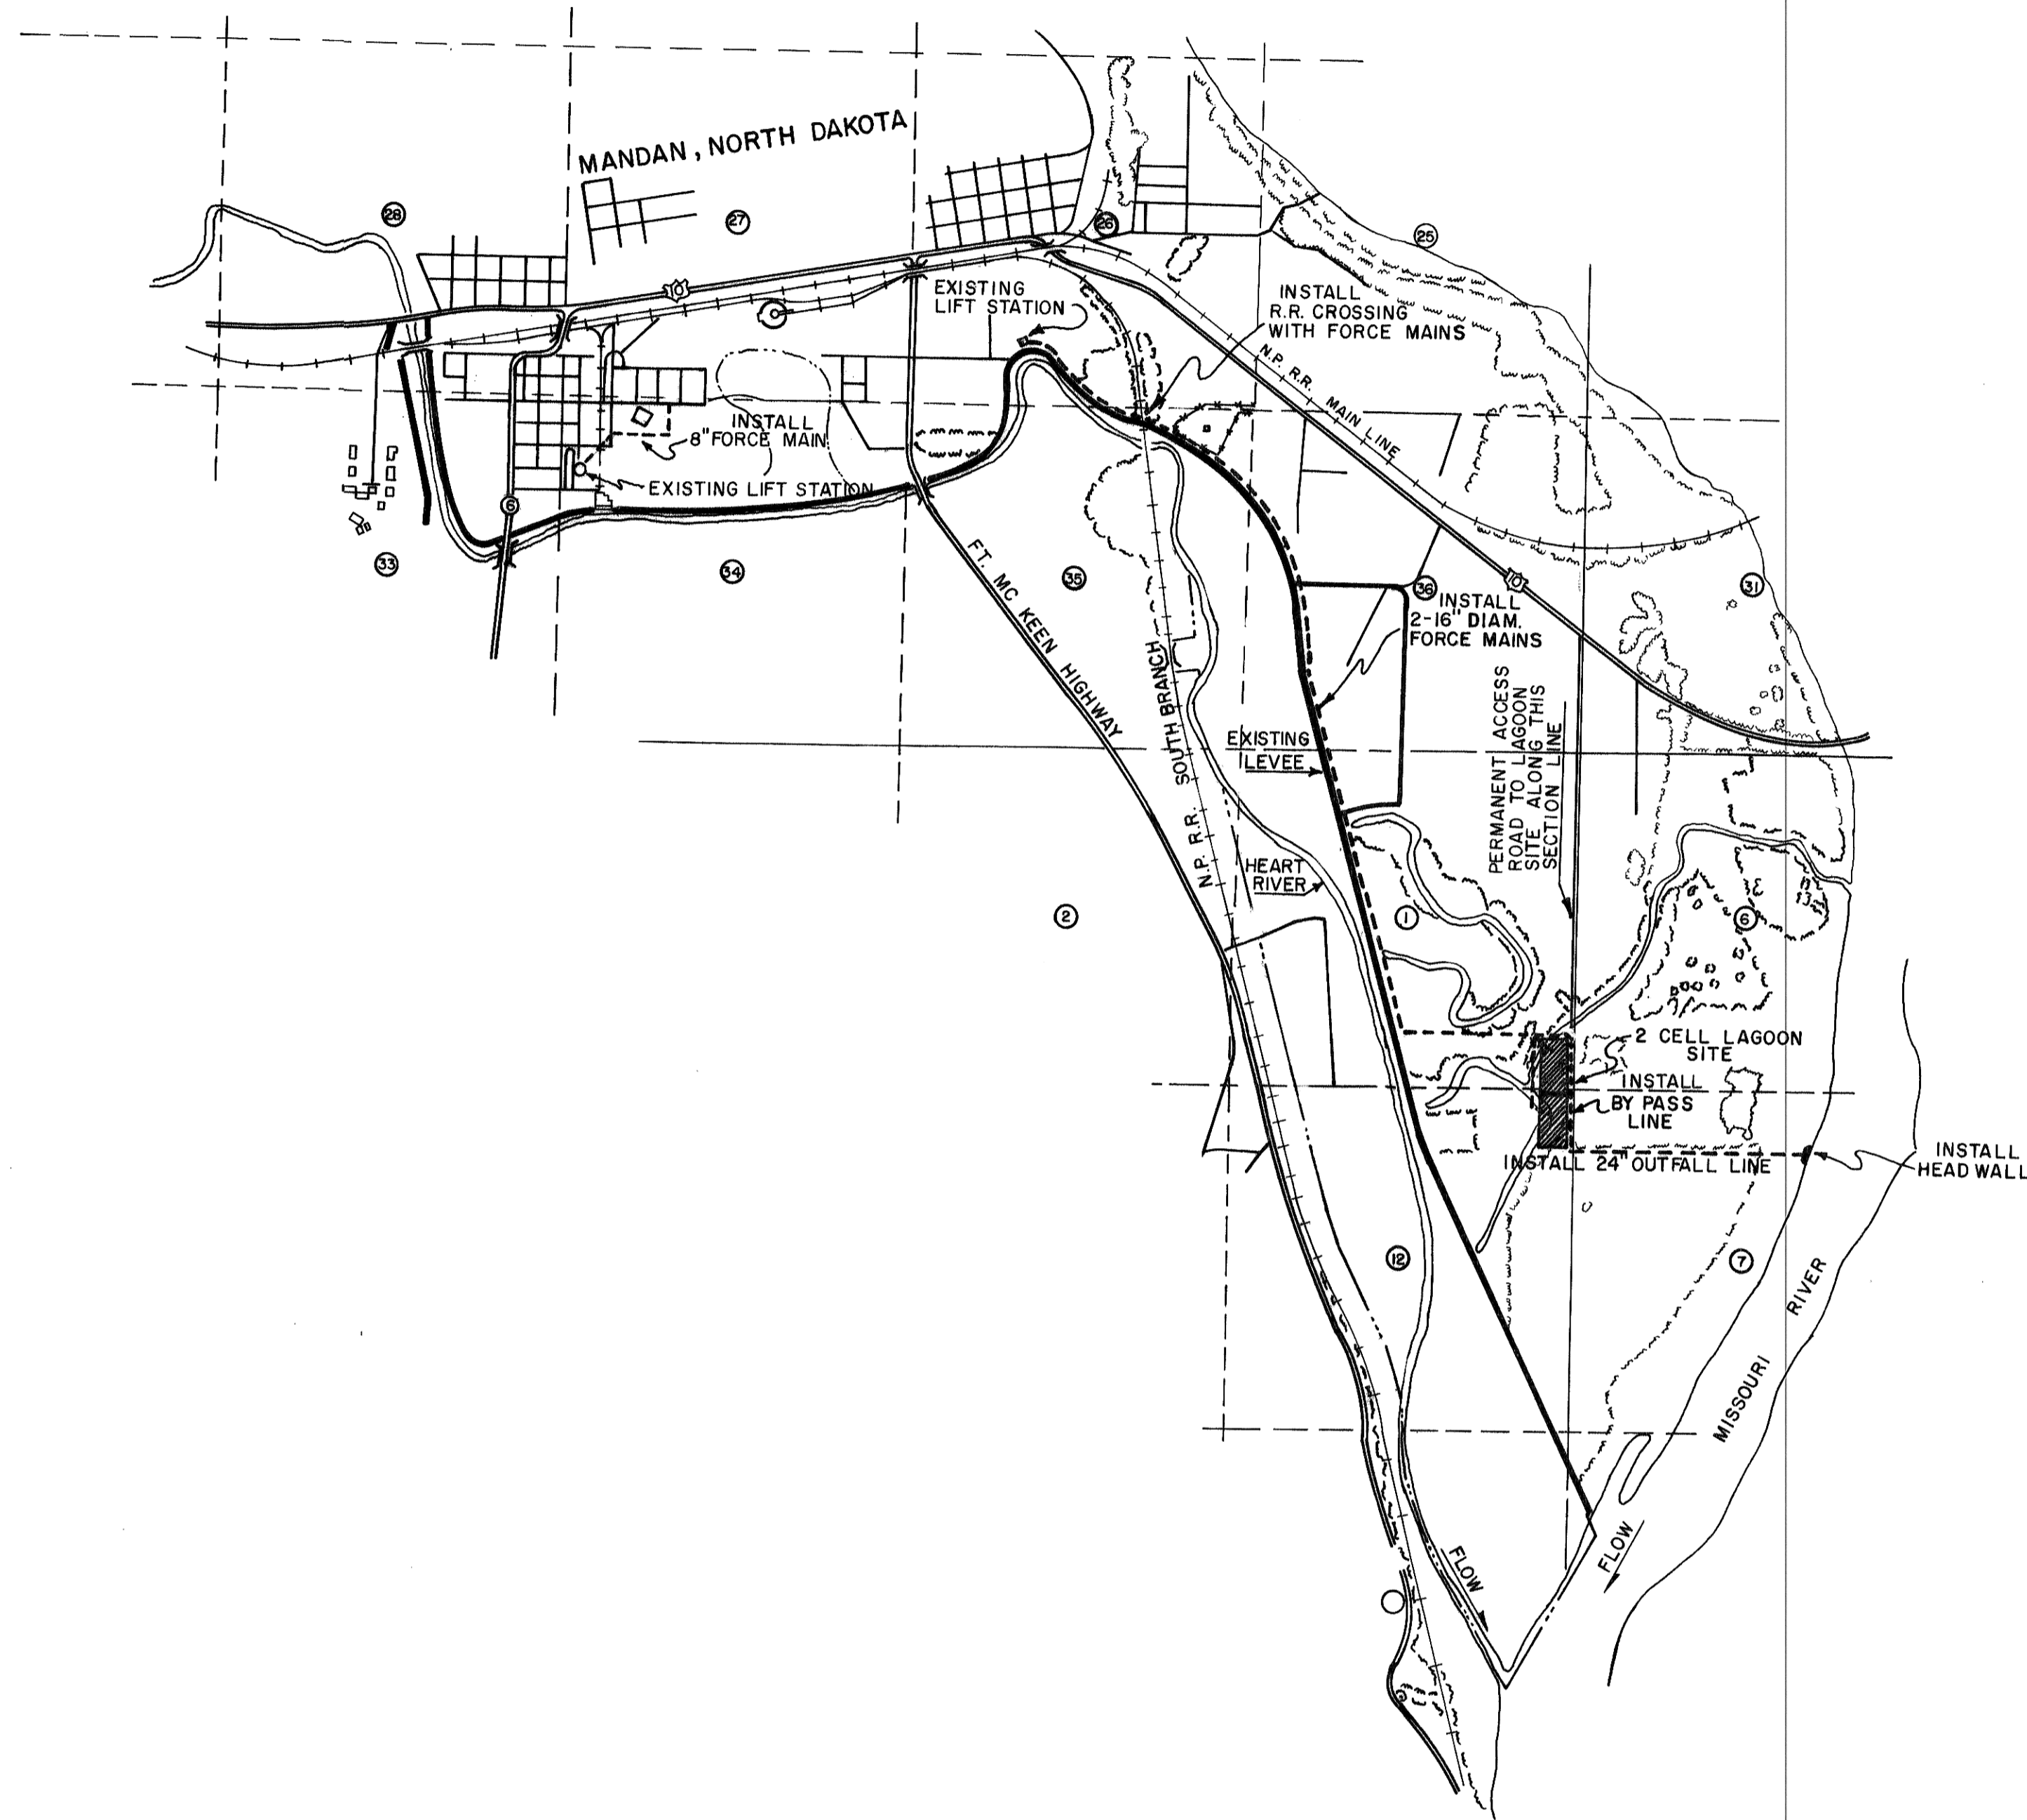 MANDAN, NORTH DAKOTA
28
27
26
25
10
EXISTING
LIFT STATION
INSTALL
R.R. CROSSING
WITH FORCE MAINS
N.P. R.R. MAIN LINE
INSTALL
8" FORCE MAIN
EXISTING LIFT STATION
6
33
34
35
36
31
10
FT. MC KEEN HIGHWAY
N.P. R.R. SOUTH BRANCH
INSTALL
2-16" DIAM.
FORCE MAINS
PERMANENT ACCESS
ROAD TO LAGOON
SITE ALONG THIS
SECTION LINE
EXISTING
LEVEE
HEART
RIVER
2
1
6
2 CELL LAGOON
SITE
INSTALL
BY PASS
LINE
INSTALL 24" OUTFALL LINE
INSTALL
HEAD WALL
12
7
MISSOURI RIVER
FLOW
FLOW